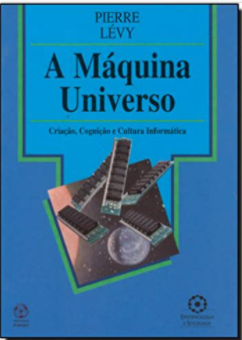 PIERRE
LÉVY
A Máquina
Universo
Criação, Cognição e Cultura Informática